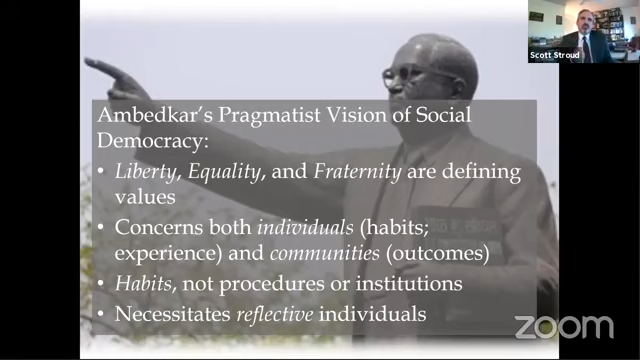 Scott Stroud
Ambedkar's Pragmatist Vision of Social
Democracy:
• Liberty, Equality, and Fraternity are defining
values
• Concerns both individuals (habits;
experience) and communities (outcomes)
• Habits, not procedures or institutions
• Necessitates reflective individuals
zoom